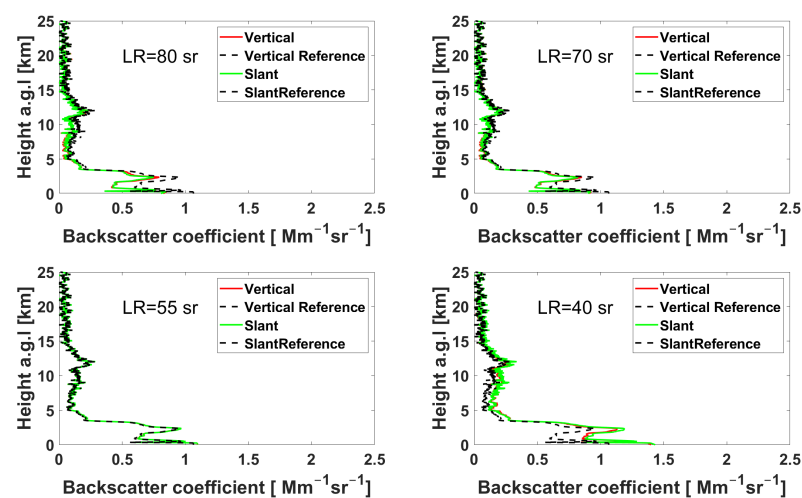 Height a.g.l [km]
25
20
15
10
5
0
LR=80 sr
Vertical
Vertical Reference
Slant
SlantReference
0 0.5 1 1.5 2 2.5
Backscatter coefficient [ Mm⁻¹sr⁻¹]
Height a.g.l [km]
25
20
15
10
5
0
LR=70 sr
Vertical
Vertical Reference
Slant
SlantReference
0 0.5 1 1.5 2 2.5
Backscatter coefficient [ Mm⁻¹sr⁻¹]
Height a.g.l [km]
25
20
15
10
5
0
LR=55 sr
Vertical
Vertical Reference
Slant
SlantReference
0 0.5 1 1.5 2 2.5
Backscatter coefficient [ Mm⁻¹sr⁻¹]
Height a.g.l [km]
25
20
15
10
5
0
LR=40 sr
Vertical
Vertical Reference
Slant
SlantReference
0 0.5 1 1.5 2 2.5
Backscatter coefficient [ Mm⁻¹sr⁻¹]